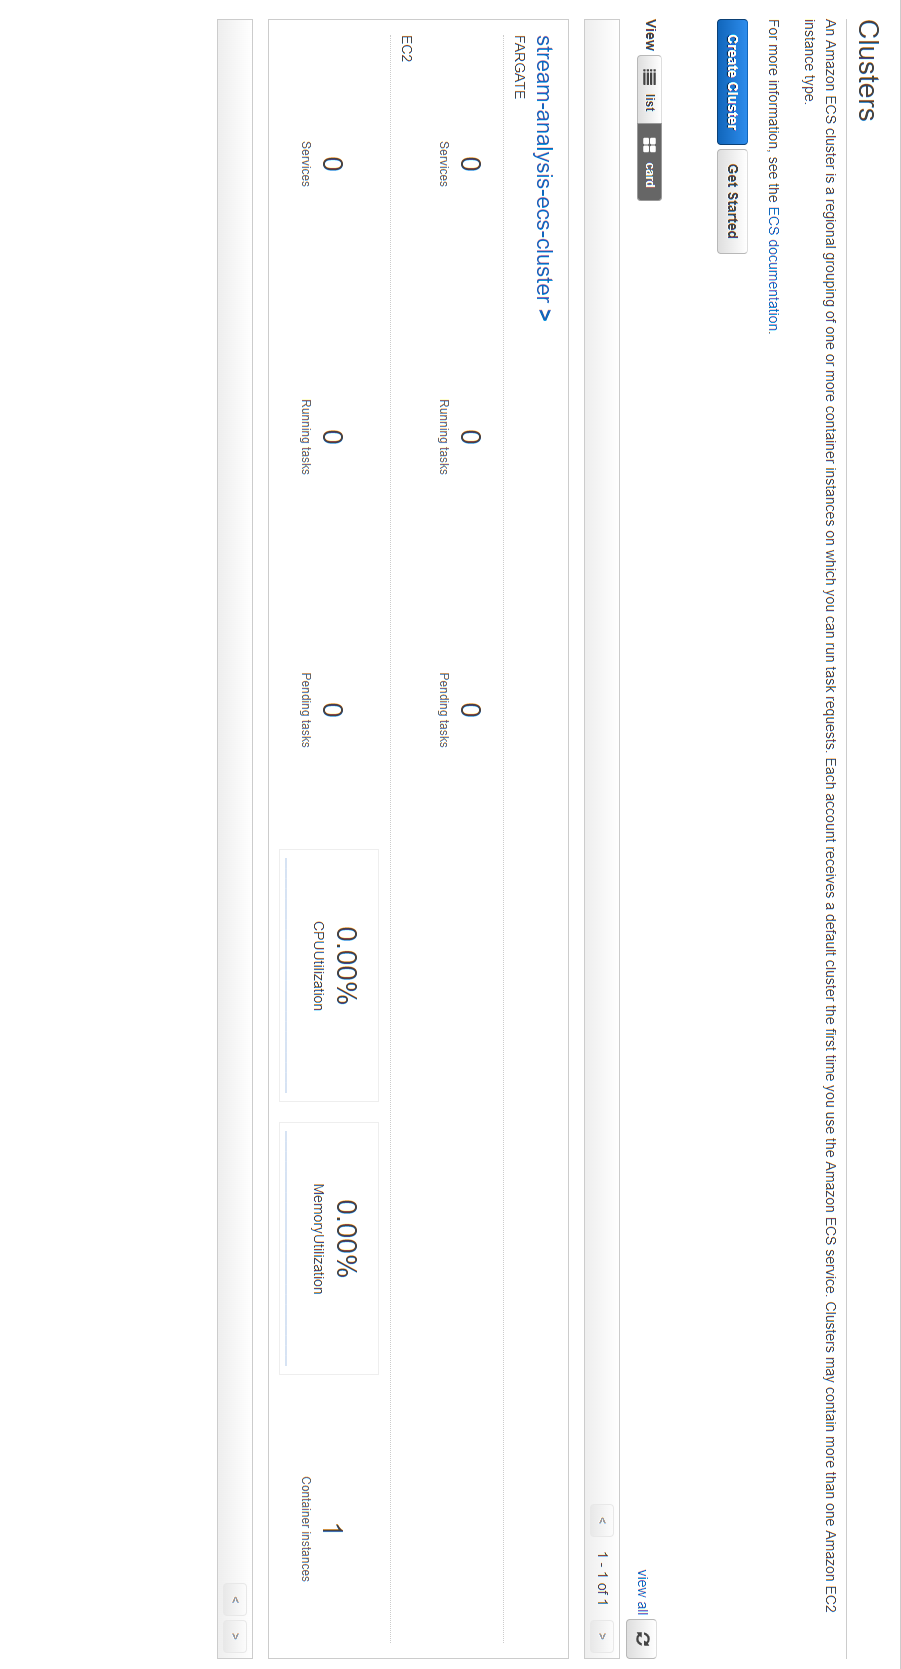 Clusters
An Amazon ECS cluster is a regional grouping of one or more container instances on which you can run task requests. Each account receives a default cluster the first time you use the Amazon ECS service. Clusters may contain more than one Amazon EC2
instance type.
For more information, see the ECS documentation.
Create Cluster Get Started
View list card view all
< 1 - 1 of 1 >
stream-analysis-ecs-cluster >
FARGATE
0 0 0
Services Running tasks Pending tasks
EC2
0 0 0 0.00% 0.00% 1
Services Running tasks Pending tasks CPUUtilization MemoryUtilization Container instances
< >